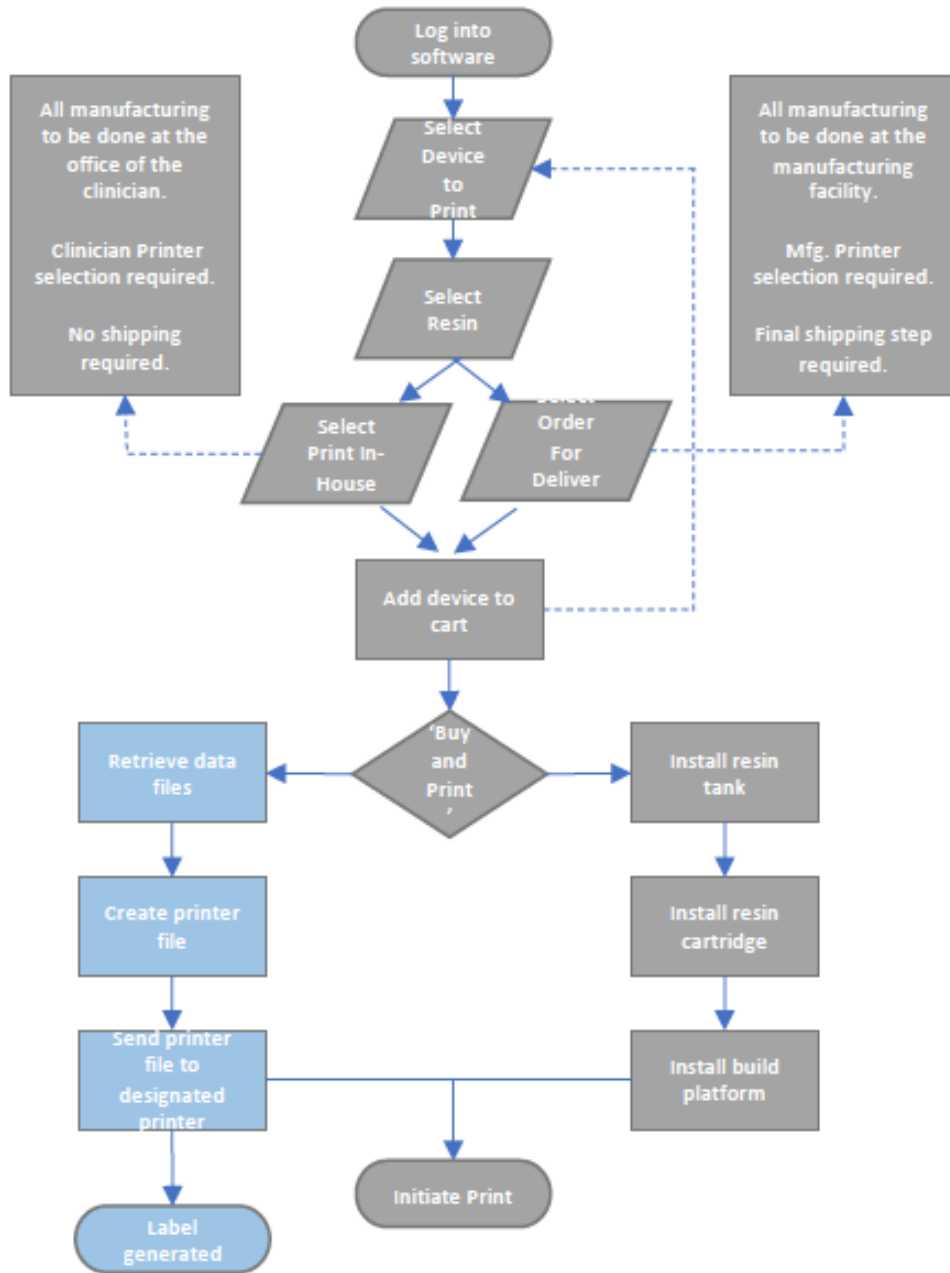 Log into
software
All manufacturing
to be done at the
office of the
clinician.
Clinician Printer
selection required.
No shipping
required.
Select
Device
to
Print
All manufacturing
to be done at the
manufacturing
facility.
Mfg. Printer
selection required.
Final shipping step
required.
Select
Resin
Select
Print In-
House
Select
Order
For
Deliver
Add device to
cart
‘Buy
and
Print
’
Retrieve data
files
Install resin
tank
Create printer
file
Install resin
cartridge
Send printer
file to
designated
printer
Install build
platform
Initiate Print
Label
generated